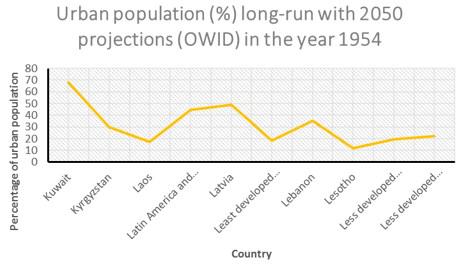 Urban population (%) long-run with 2050
projections (OWID) in the year 1954
Percentage of urban population
80
70
60
50
40
30
20
10
0
Kuwait
Kyrgyzstan
Laos
Latin America and...
Latvia
Least developed...
Lebanon
Lesotho
Less developed...
Less developed...
Country